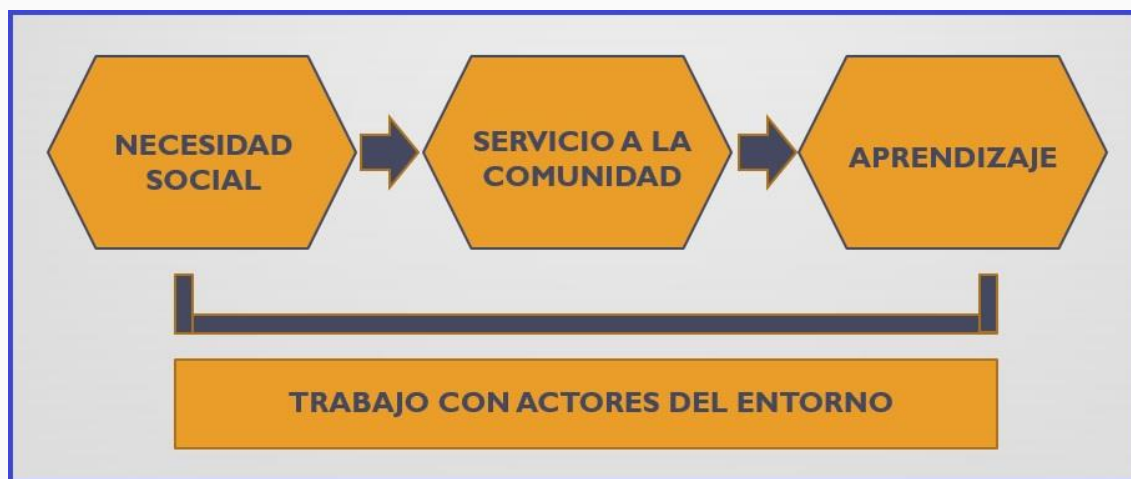 NECESIDAD
SOCIAL
SERVICIO A LA
COMUNIDAD
APRENDIZAJE
TRABAJO CON ACTORES DEL ENTORNO